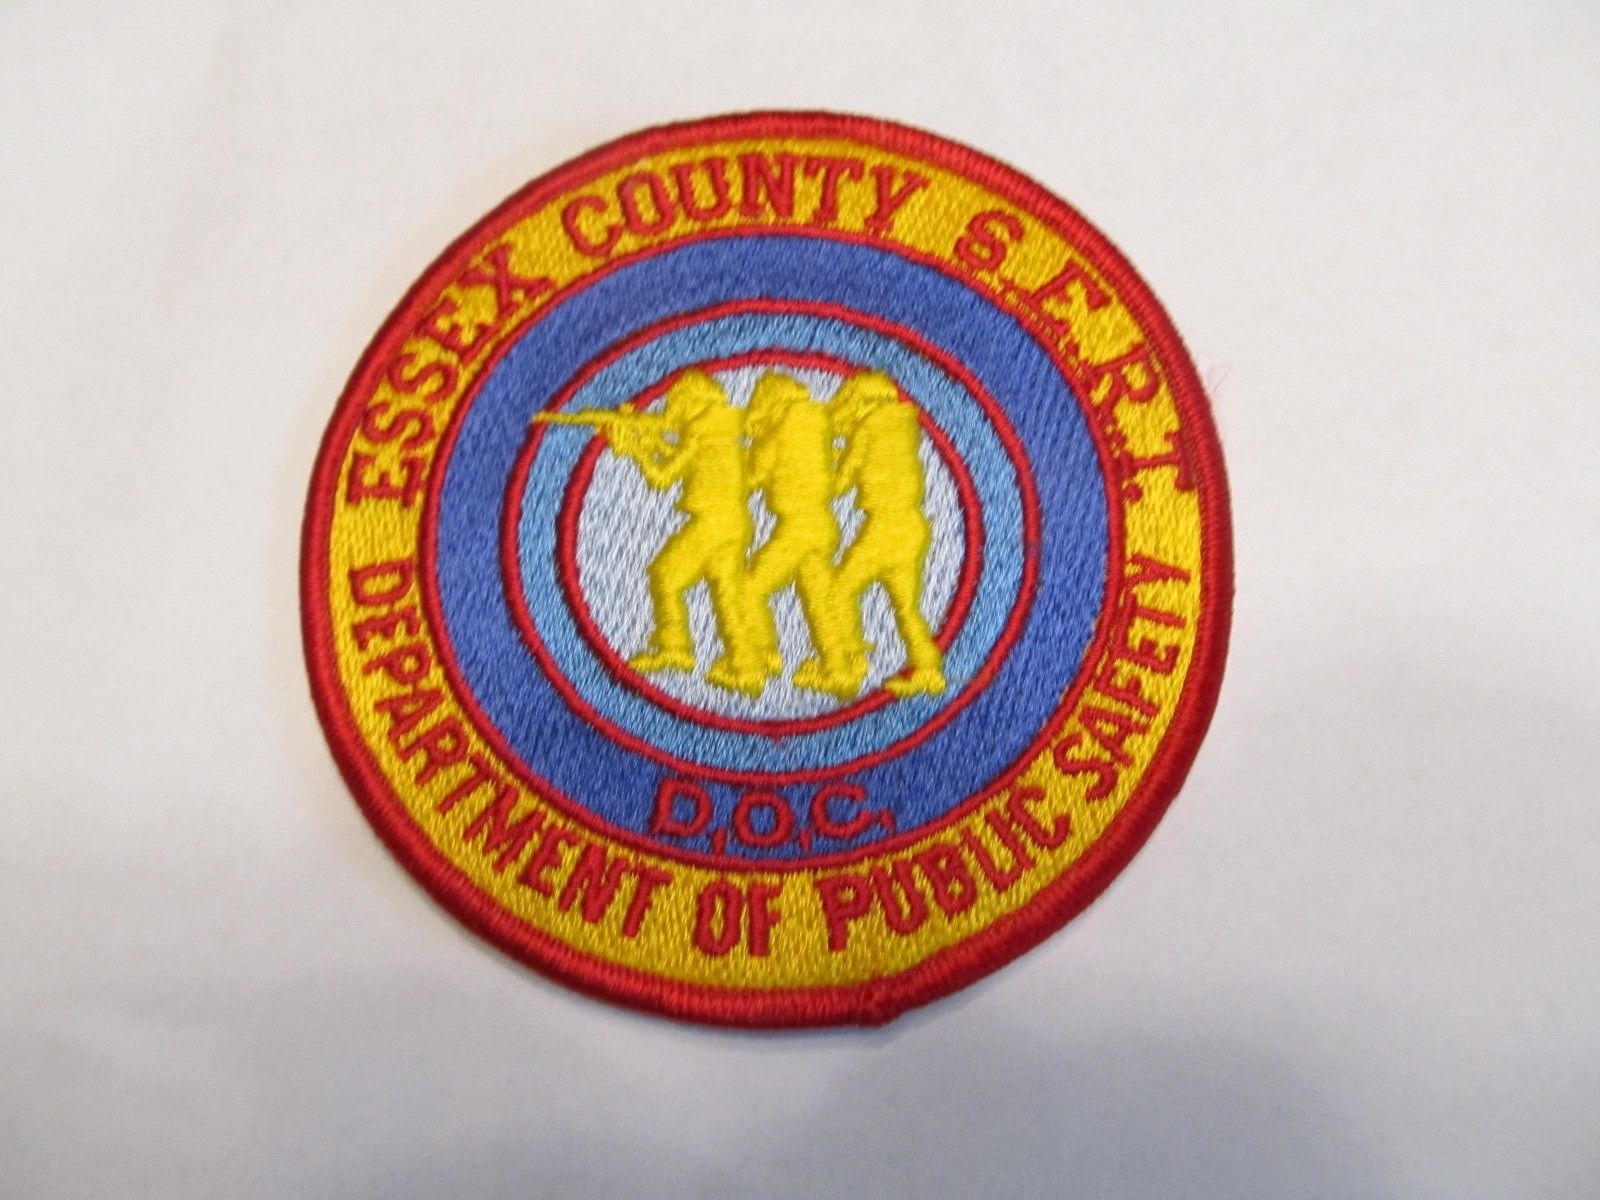 ESSEX COUNTY S.E.R.T.
D.O.C.
DEPARTMENT OF PUBLIC SAFETY